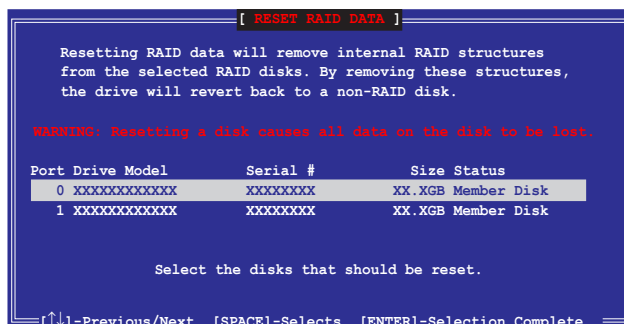 [ RESET RAID DATA ]
Resetting RAID data will remove internal RAID structures
from the selected RAID disks. By removing these structures,
the drive will revert back to a non-RAID disk.
WARNING: Resetting a disk causes all data on the disk to be lost.
Port Drive Model Serial # Size Status
0 XXXXXXXXXXXX XXXXXXXX XX.XGB Member Disk
1 XXXXXXXXXXXX XXXXXXXX XX.XGB Member Disk
Select the disks that should be reset.
[↑↓]-Previous/Next [SPACE]-Selects [ENTER]-Selection Complete